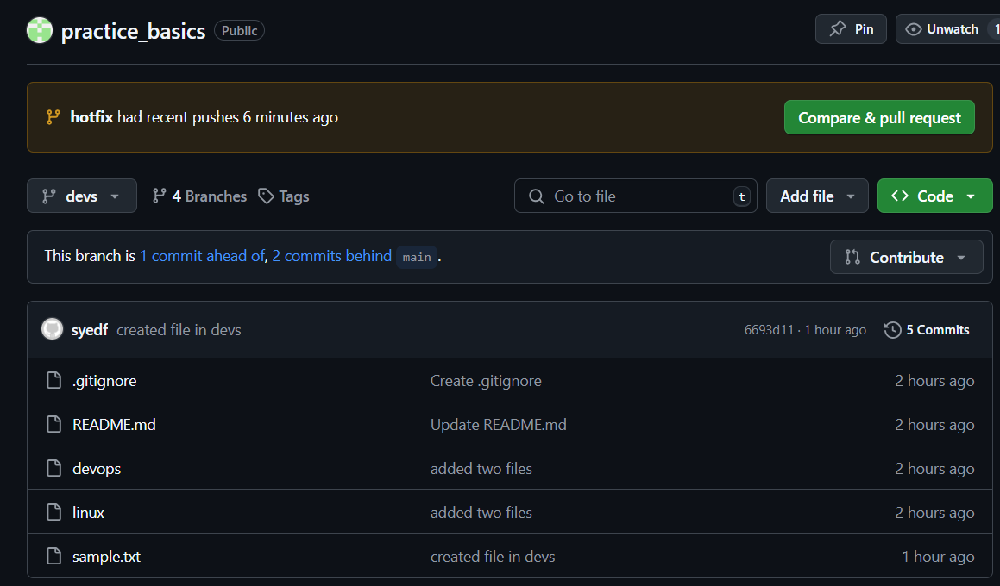 practice_basics Public Pin Unwatch 1
hotfix had recent pushes 6 minutes ago Compare & pull request
devs 4 Branches Tags Go to file t Add file Code
This branch is 1 commit ahead of, 2 commits behind main . Contribute
syedf created file in devs 6693d11 · 1 hour ago 5 Commits
.gitignore Create .gitignore 2 hours ago
README.md Update README.md 2 hours ago
devops added two files 2 hours ago
linux added two files 2 hours ago
sample.txt created file in devs 1 hour ago